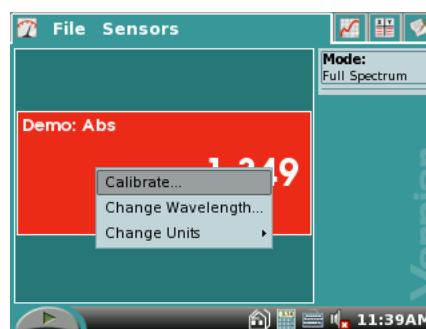 File Sensors
Mode:
Full Spectrum
Demo: Abs
Calibrate...
Change Wavelength...
Change Units
11:39AM